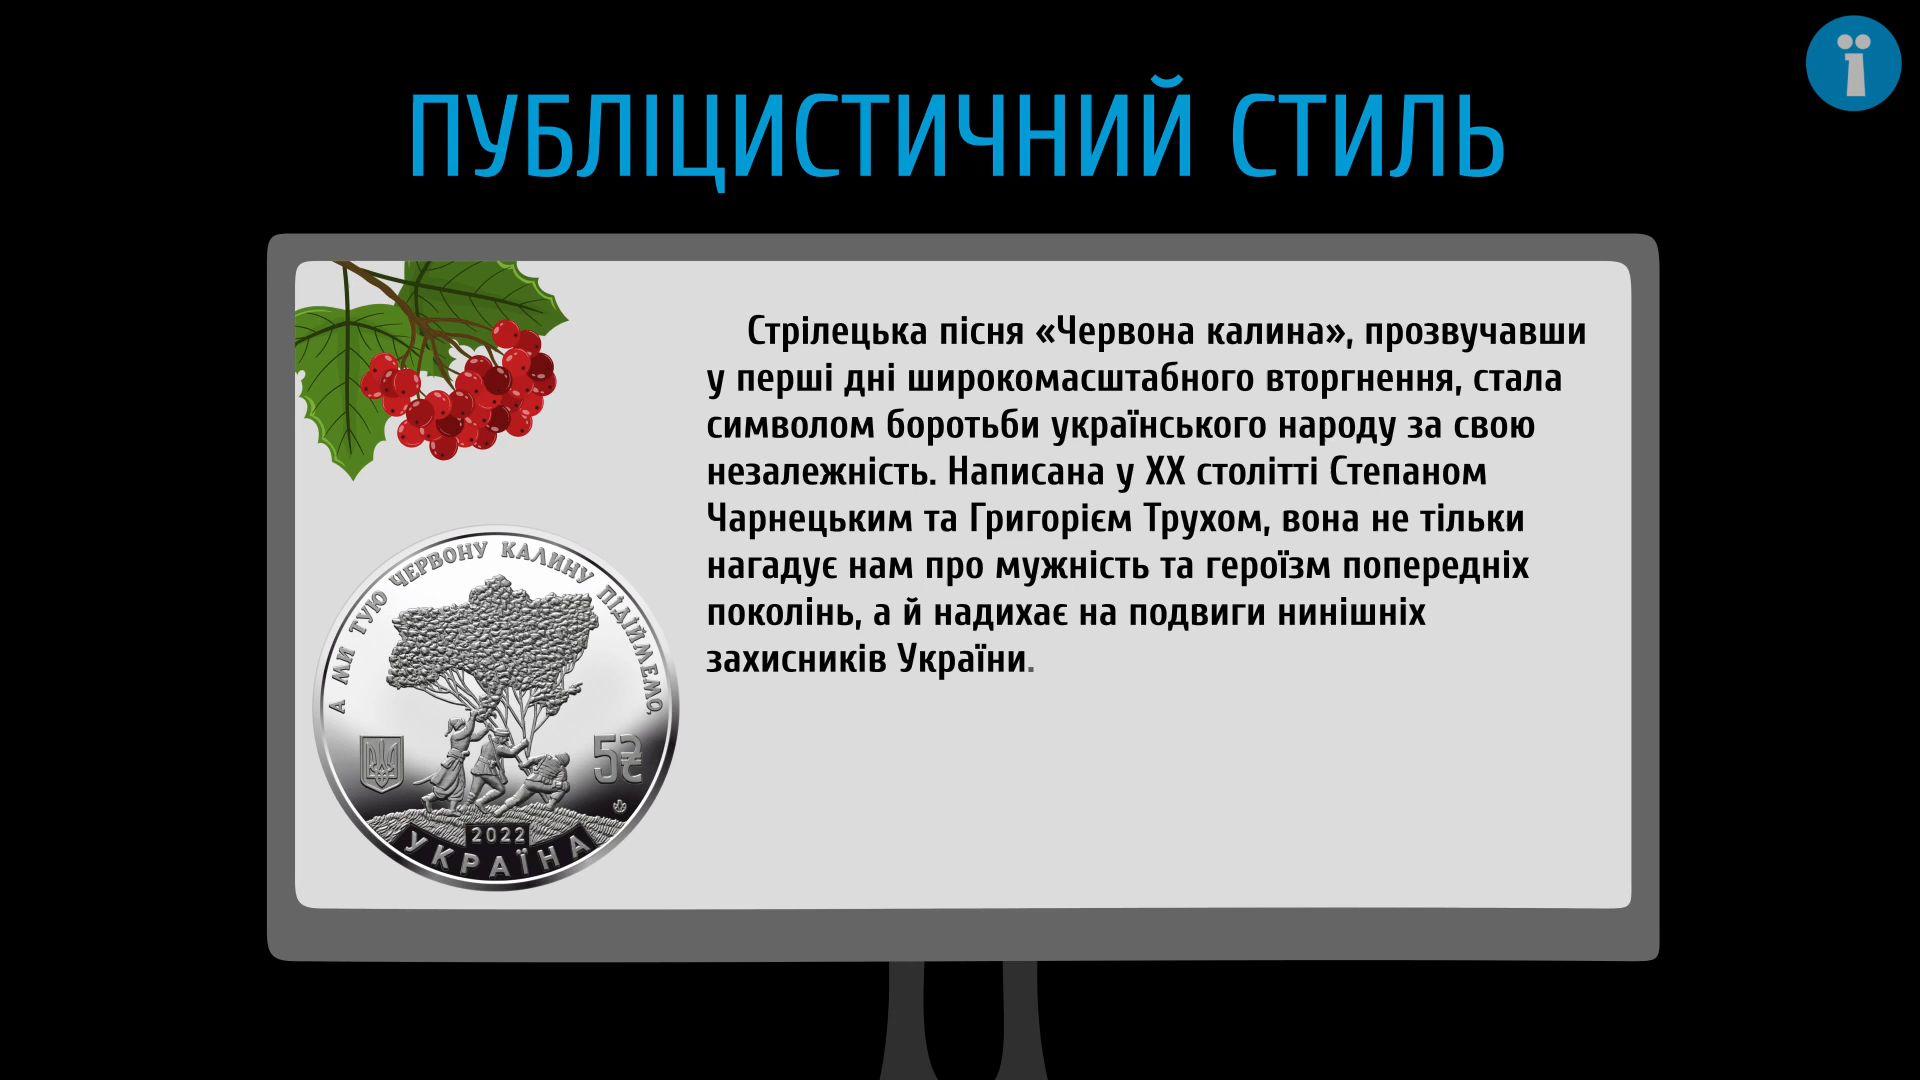 ї
ПУБЛІЦИСТИЧНИЙ СТИЛЬ
Стрілецька пісня «Червона калина», прозвучавши
у перші дні широкомасштабного вторгнення, стала
символом боротьби українського народу за свою
незалежність. Написана у ХХ столітті Степаном
Чарнецьким та Григорієм Трухом, вона не тільки
нагадує нам про мужність та героїзм попередніх
поколінь, а й надихає на подвиги нинішніх
захисників України.
А МИ ТУЮ ЧЕРВОНУ КАЛИНУ ПІДІЙМЕМО,
5₴
2022
УКРАЇНА